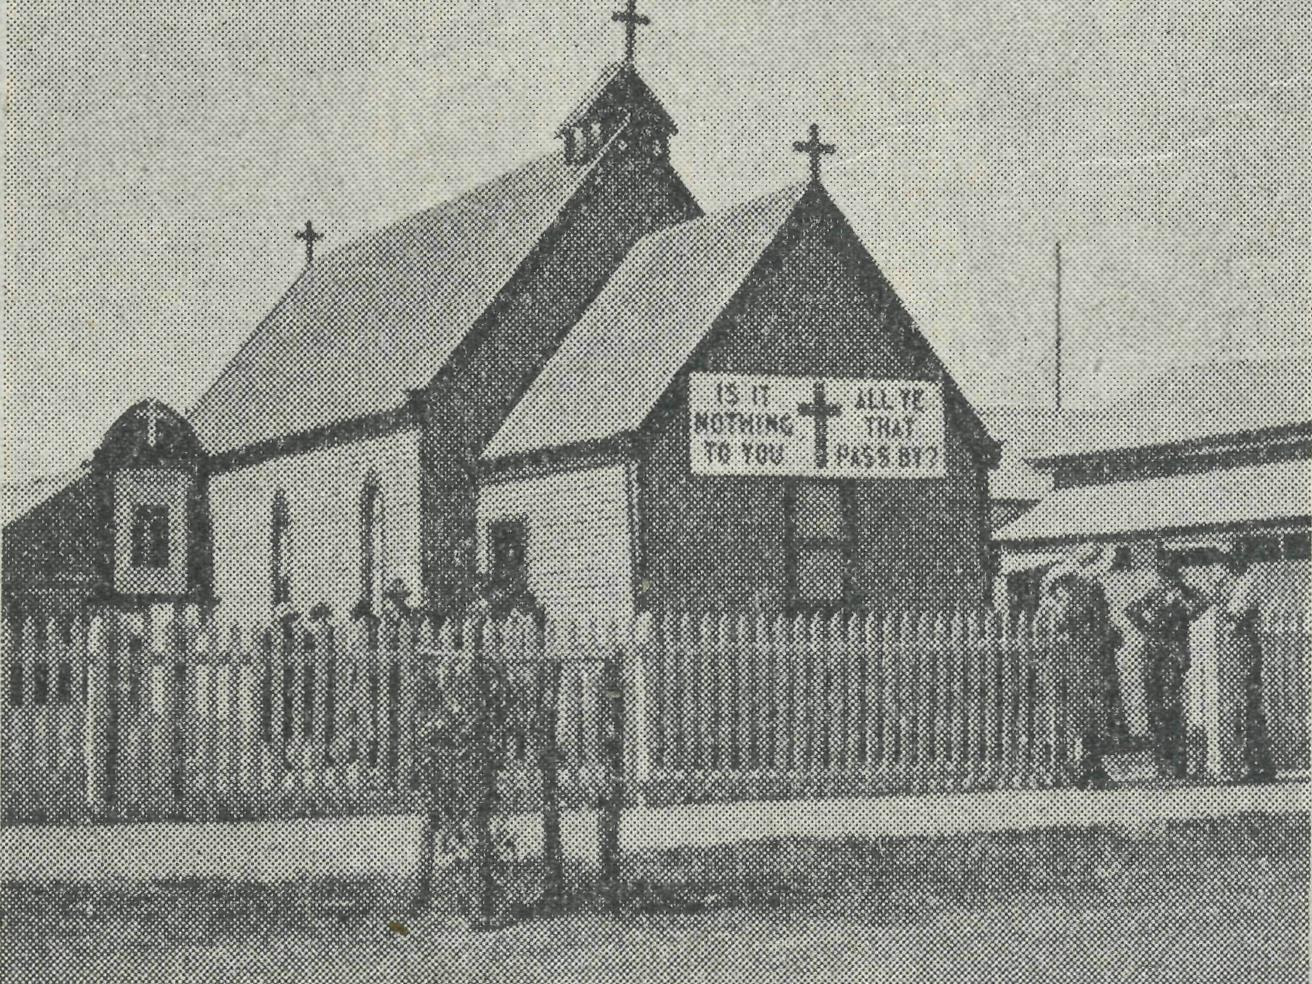 IS IT
NOTHING
TO YOU
ALL YE
THAT
PASS BY?